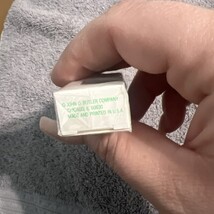 © JOHN O. BUTLER COMPANY
CHICAGO, IL 60630
MADE AND PRINTED IN U.S.A.